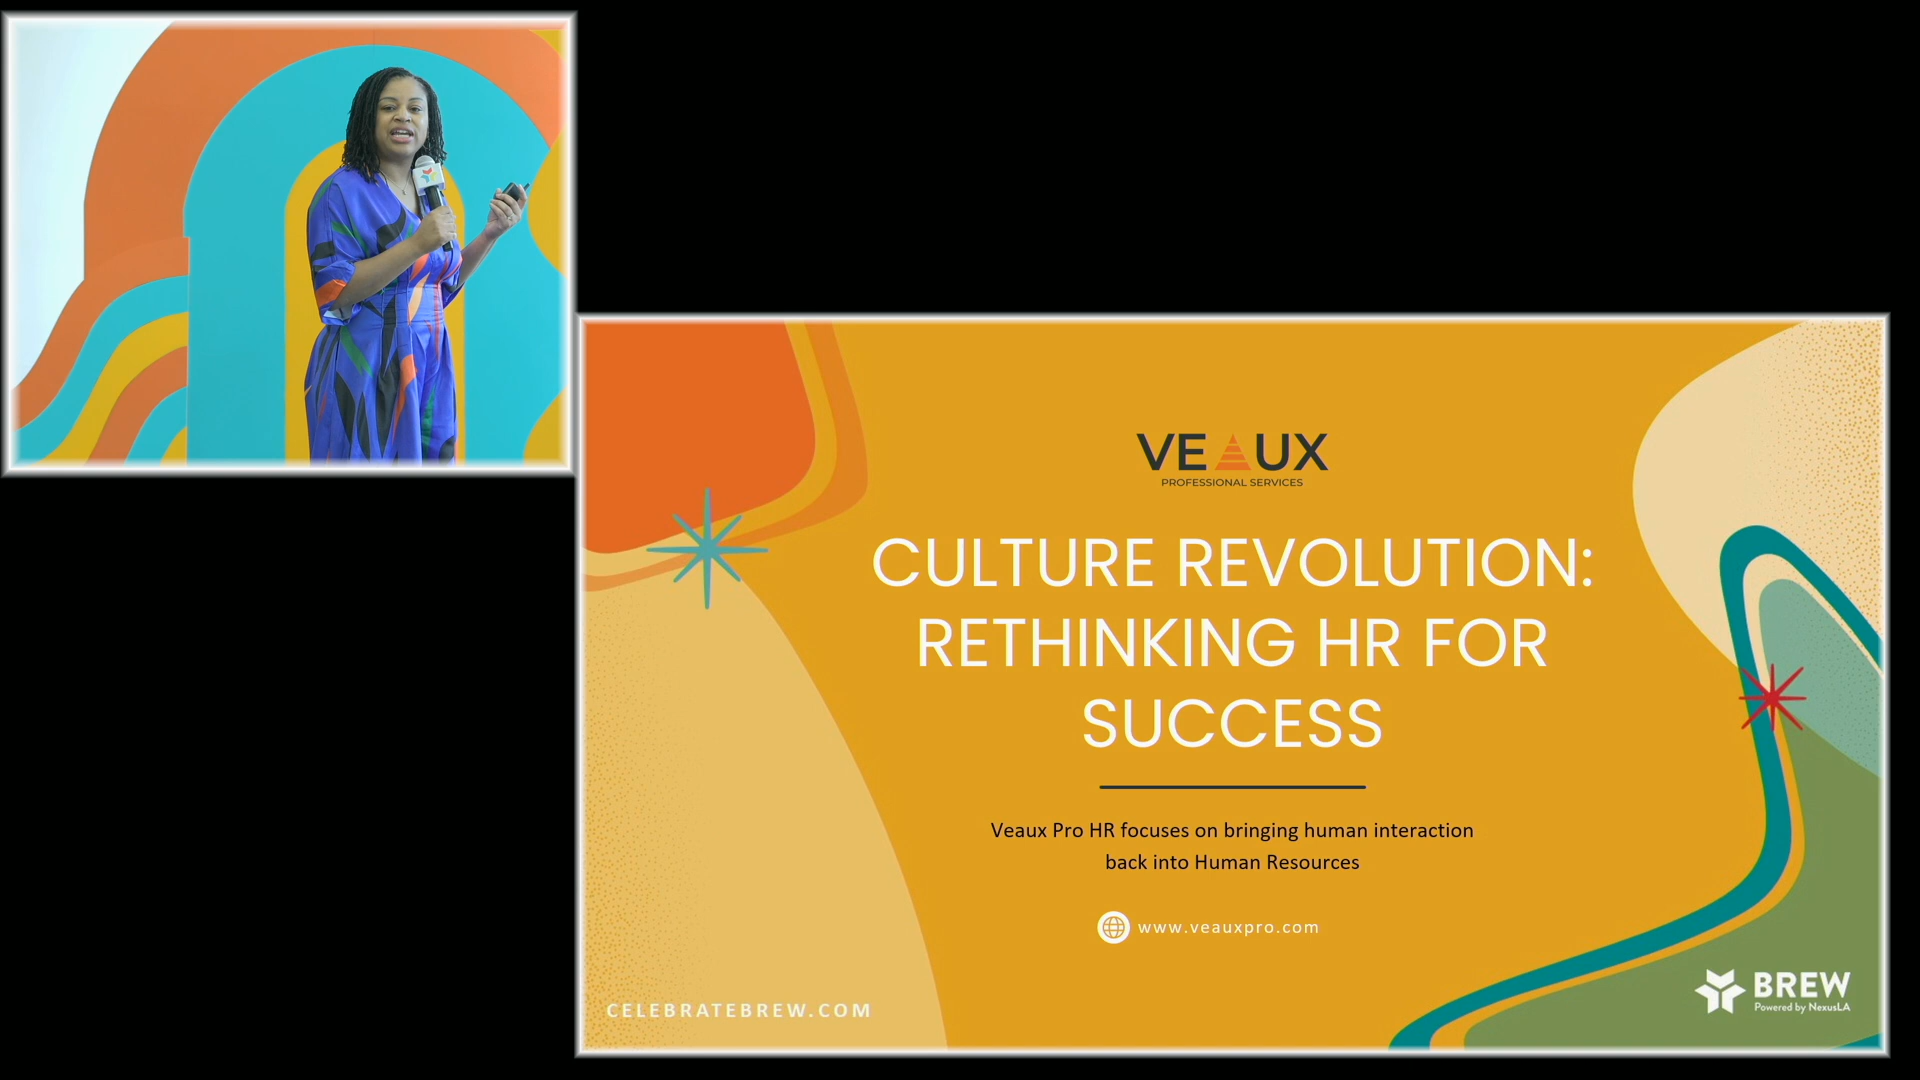 VEAUX
PROFESSIONAL SERVICES
CULTURE REVOLUTION:
RETHINKING HR FOR
SUCCESS
Veaux Pro HR focuses on bringing human interaction
back into Human Resources
www.veauxpro.com
CELEBRATEBREW.COM
BREW
Powered by NexusLA